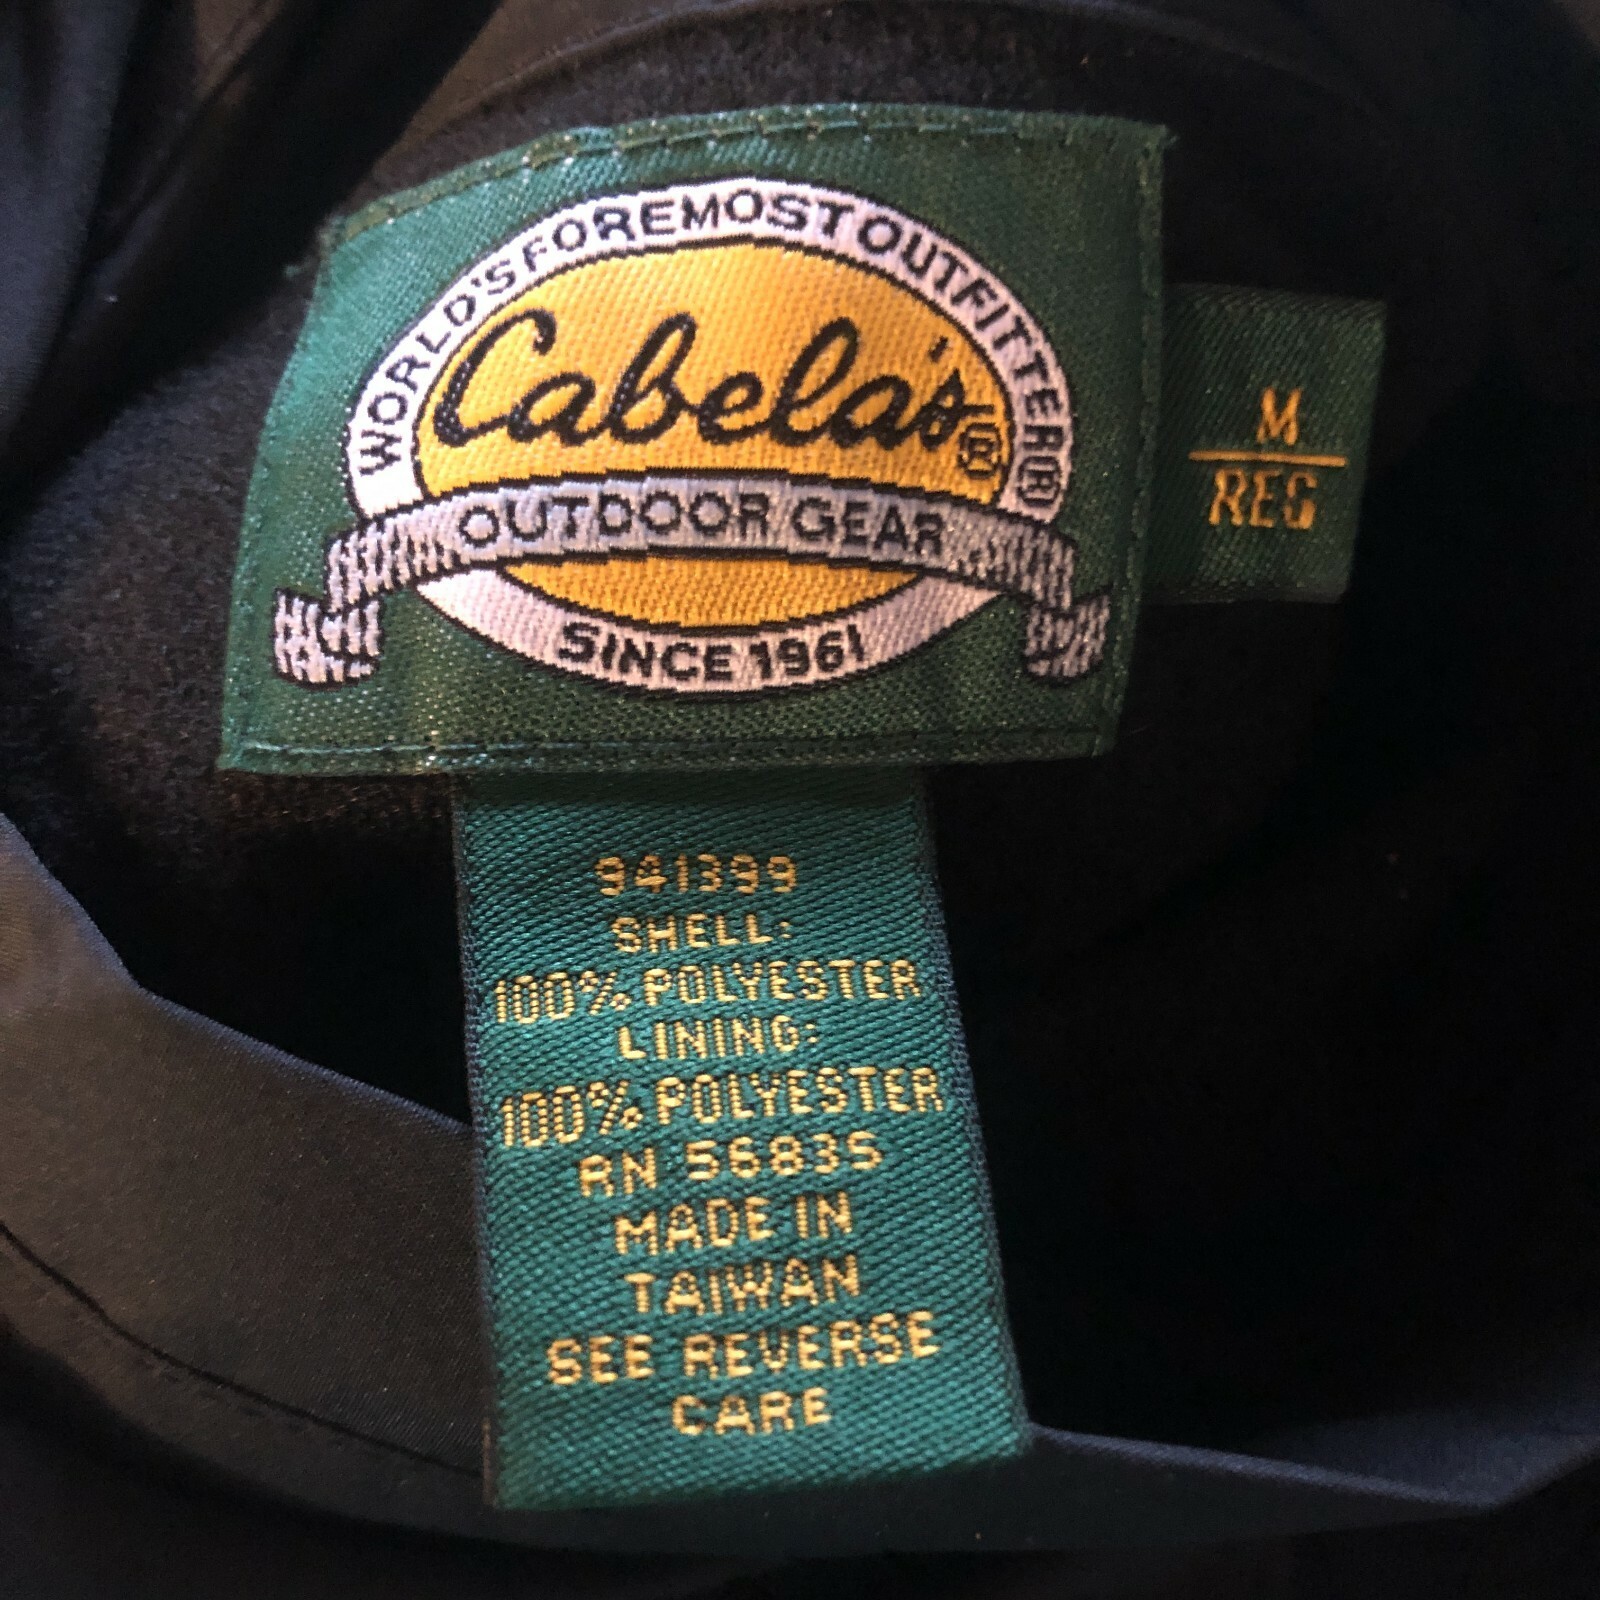 WORLD'S FOREMOST OUTFITTER®
Cabela's®
OUTDOOR GEAR
SINCE 1961
M
REG
941399
SHELL:
100% POLYESTER
LINING:
100% POLYESTER
RN 56835
MADE IN
TAIWAN
SEE REVERSE
CARE